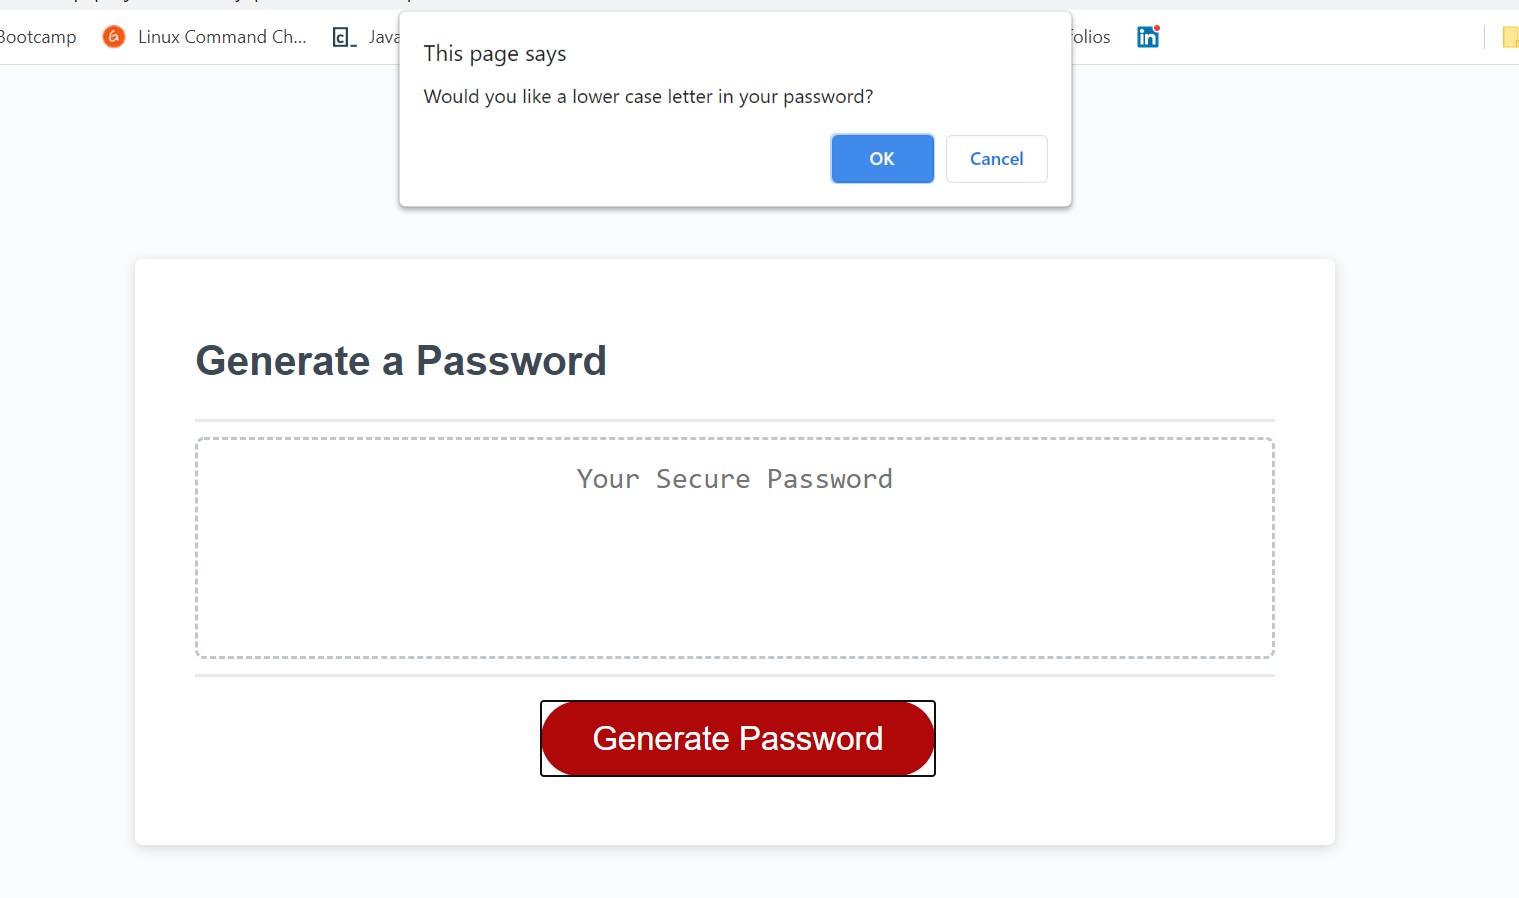 Bootcamp Linux Command Ch... Java folios
This page says
Would you like a lower case letter in your password?
OK Cancel
Generate a Password
Your Secure Password
Generate Password